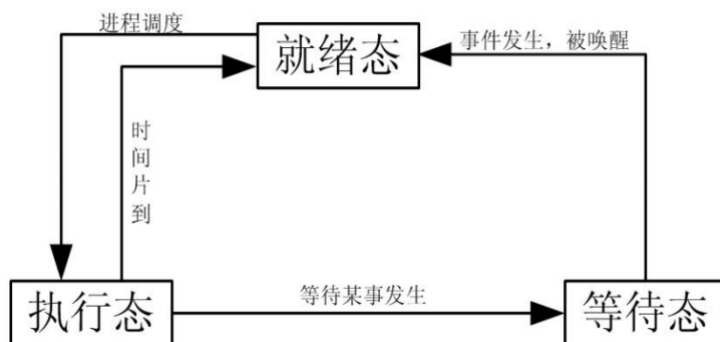 进程调度
就绪态
事件发生，被唤醒
时间片到
执行态
等待某事发生
等待态